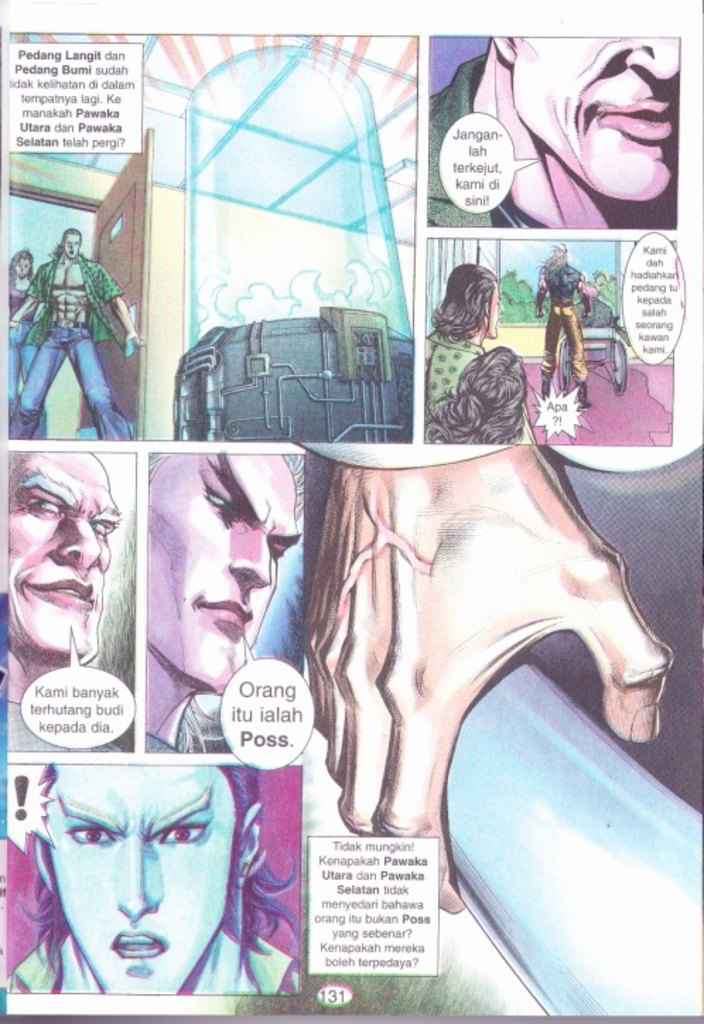 Pedang Langit dan
Pedang Bumi sudah
tidak kelihatan di dalam
tempatnya lagi. Ke
manakah Pawaka
Utara dan Pawaka
Selatan telah pergi?
Jangan-
lah
terkejut,
kami di
sini!
Kami
dah
hadiahkan
pedang tu
kepada
salah
seorang
kawan
kami.
Apa
?!
Kami banyak
terhutang budi
kepada dia.
Orang
itu ialah
Poss.
!
Tidak mungkin!
Kenapakah Pawaka
Utara dan Pawaka
Selatan tidak
menyedari bahawa
orang itu bukan Poss
yang sebenar?
Kenapakah mereka
boleh terpedaya?
131